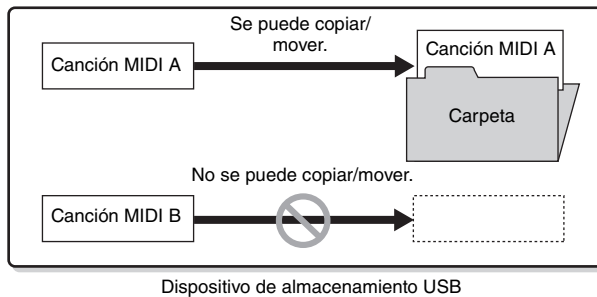 Se puede copiar/
mover.
Canción MIDI A
Canción MIDI A
Carpeta
No se puede copiar/mover.
Canción MIDI B
Dispositivo de almacenamiento USB